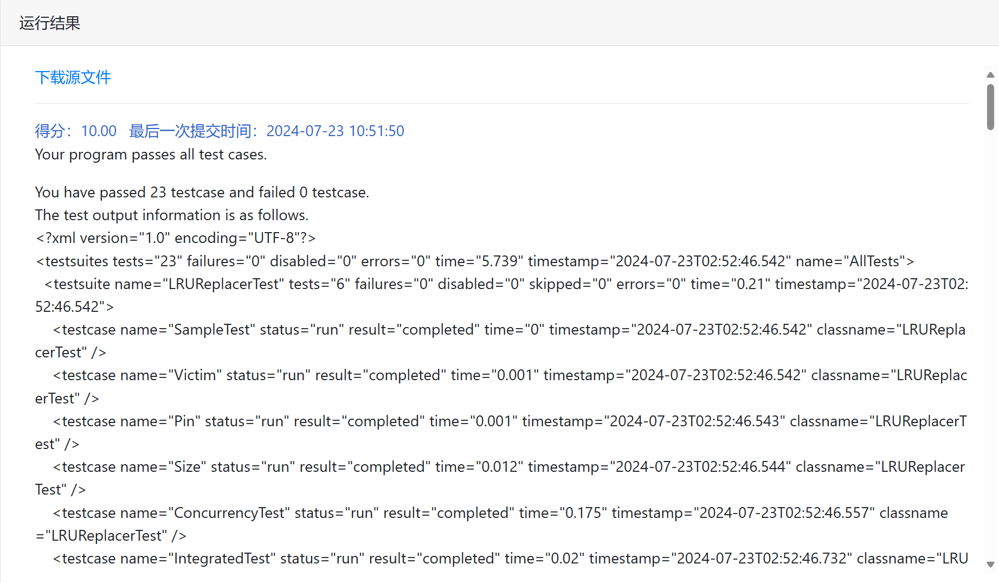 运行结果
下载源文件
得分：10.00 最后一次提交时间：2024-07-23 10:51:50
Your program passes all test cases.
You have passed 23 testcase and failed 0 testcase.
The test output information is as follows.
<?xml version="1.0" encoding="UTF-8"?>
<testsuites tests="23" failures="0" disabled="0" errors="0" time="5.739" timestamp="2024-07-23T02:52:46.542" name="AllTests">
<testsuite name="LRUReplacerTest" tests="6" failures="0" disabled="0" skipped="0" errors="0" time="0.21" timestamp="2024-07-23T02:
52:46.542">
<testcase name="SampleTest" status="run" result="completed" time="0" timestamp="2024-07-23T02:52:46.542" classname="LRURepla
cerTest" />
<testcase name="Victim" status="run" result="completed" time="0.001" timestamp="2024-07-23T02:52:46.542" classname="LRUReplac
erTest" />
<testcase name="Pin" status="run" result="completed" time="0.001" timestamp="2024-07-23T02:52:46.543" classname="LRUReplacerT
est" />
<testcase name="Size" status="run" result="completed" time="0.012" timestamp="2024-07-23T02:52:46.544" classname="LRUReplacer
Test" />
<testcase name="ConcurrencyTest" status="run" result="completed" time="0.175" timestamp="2024-07-23T02:52:46.557" classname
="LRUReplacerTest" />
<testcase name="IntegratedTest" status="run" result="completed" time="0.02" timestamp="2024-07-23T02:52:46.732" classname="LRU